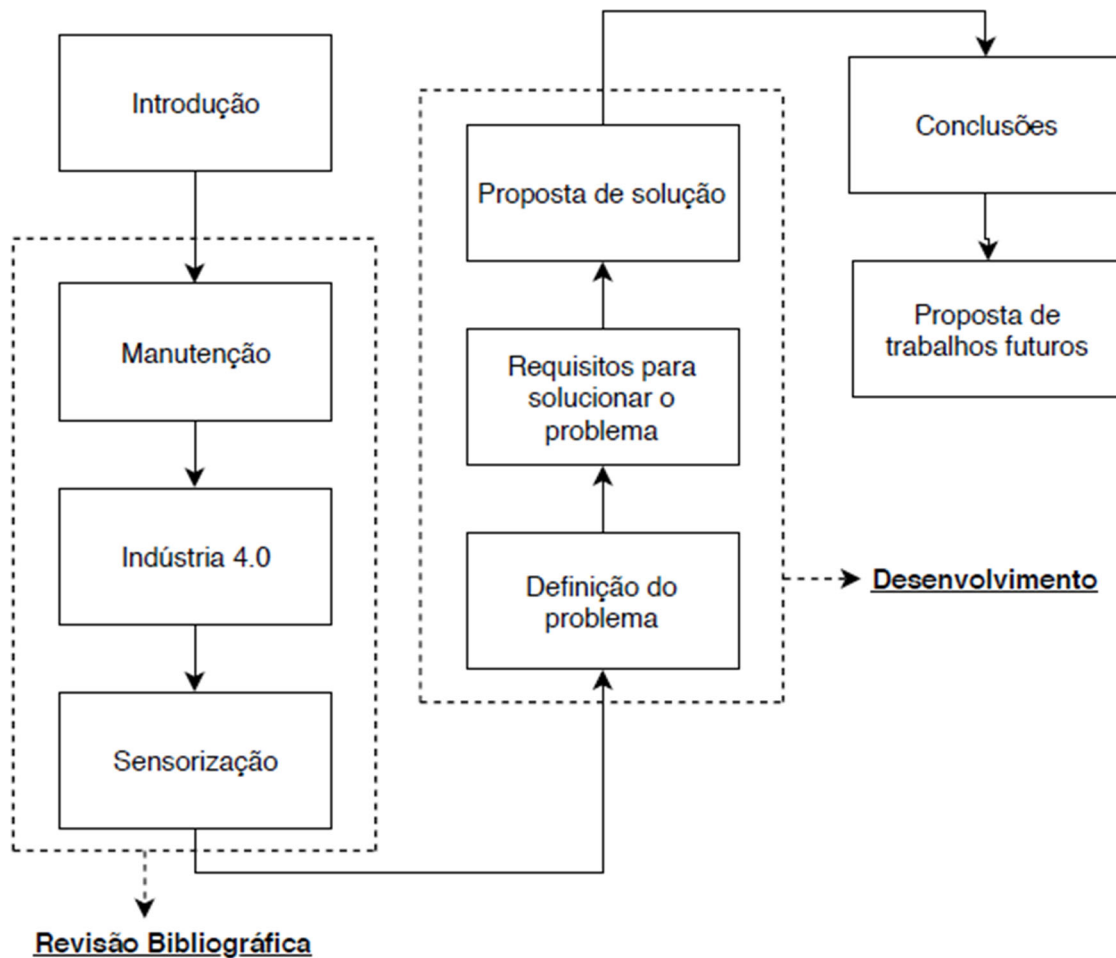 Introdução
Manutenção
Indústria 4.0
Sensorização
Revisão Bibliográfica
Proposta de solução
Requisitos para
solucionar o
problema
Definição do
problema
Desenvolvimento
Conclusões
Proposta de
trabalhos futuros